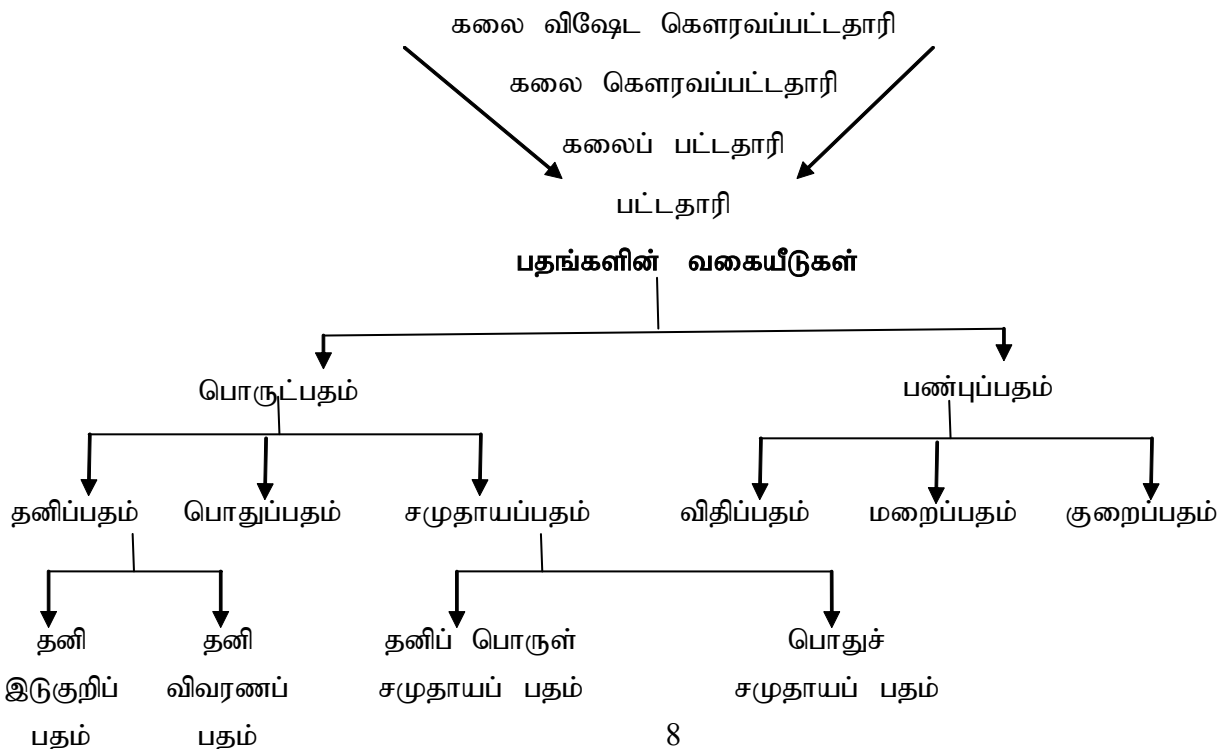 கலை விஷேட கௌரவப்பட்டதாரி
கலை கௌரவப்பட்டதாரி
கலைப் பட்டதாரி
பட்டதாரி
பதங்களின் வகையீடுகள்
பொருட்பதம் பண்புப்பதம்
தனிப்பதம் பொதுப்பதம் சமுதாயப்பதம் விதிப்பதம் மறைப்பதம் குறைப்பதம்
தனி தனி தனிப் பொருள் பொதுச்
இடுகுறிப் விவரணப் சமுதாயப் பதம் சமுதாயப் பதம்
பதம் பதம் 8